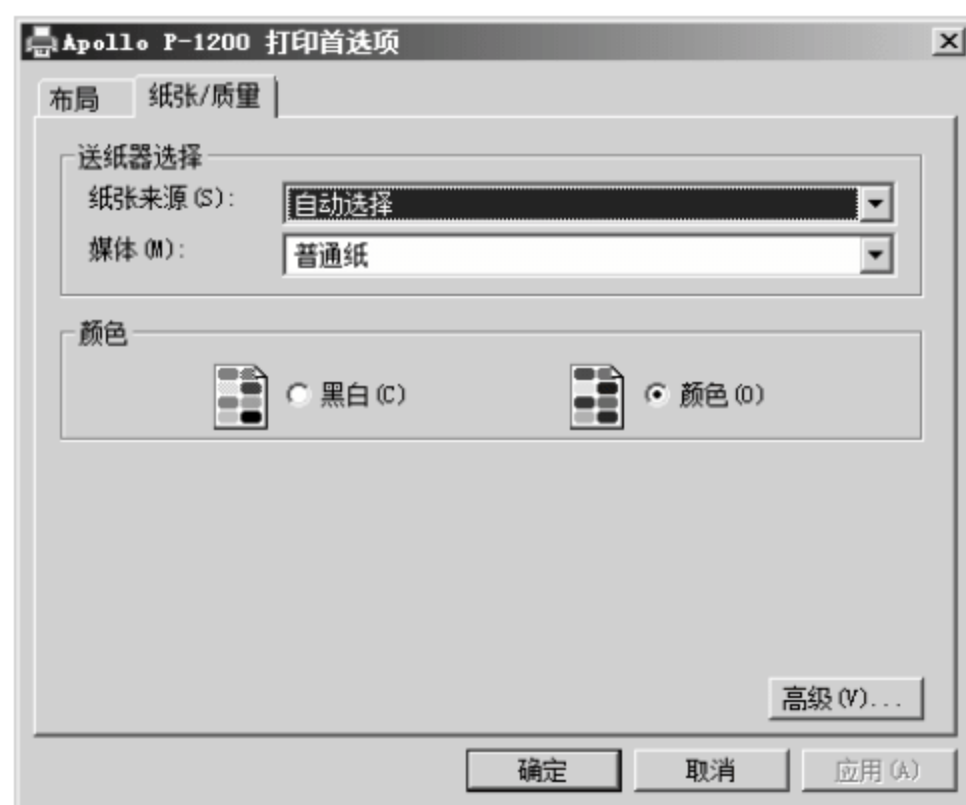 Apollo P-1200 打印首选项
布局 纸张/质量
送纸器选择
纸张来源(S): 自动选择
媒体(M): 普通纸
颜色
黑白(C) 颜色(O)
高级(V)...
确定 取消 应用(A)